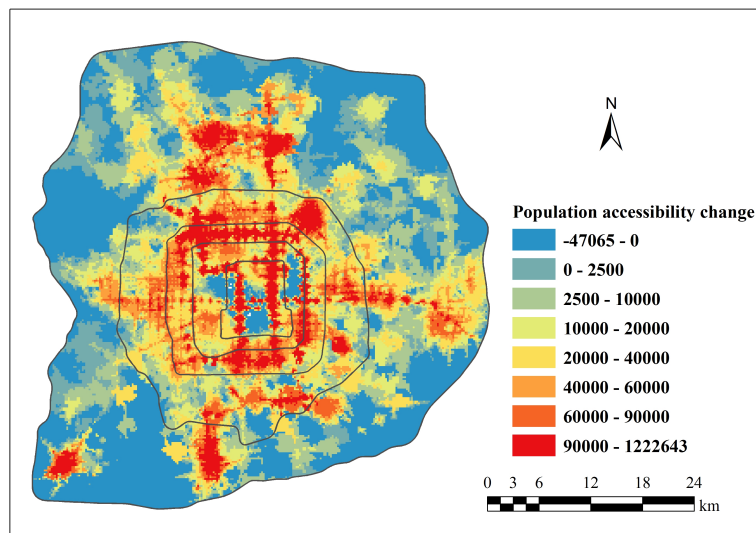 N
Population accessibility change
-47065 - 0
0 - 2500
2500 - 10000
10000 - 20000
20000 - 40000
40000 - 60000
60000 - 90000
90000 - 1222643
0 3 6 12 18 24
km